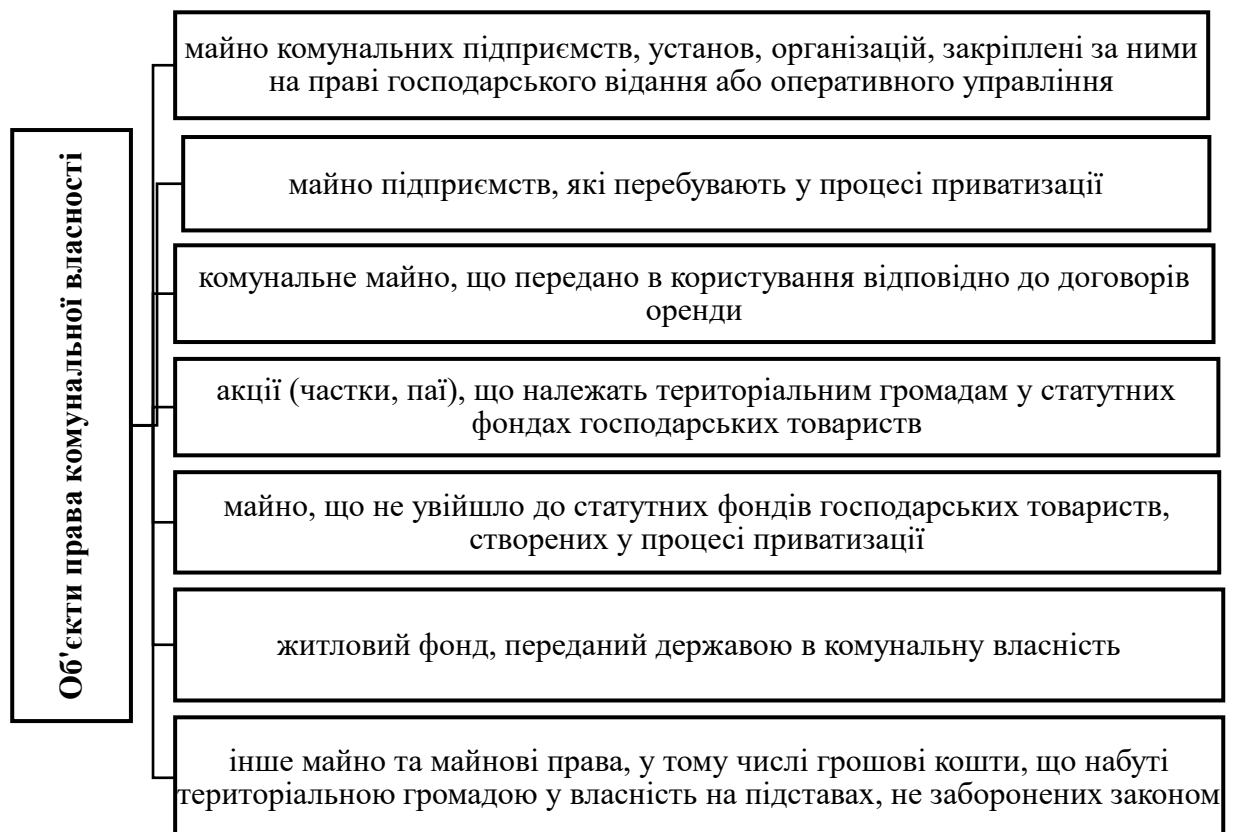 Об'єкти права комунальної власності
майно комунальних підприємств, установ, організацій, закріплені за ними
на праві господарського відання або оперативного управління
майно підприємств, які перебувають у процесі приватизації
комунальне майно, що передано в користування відповідно до договорів
оренди
акції (частки, паї), що належать територіальним громадам у статутних
фондах господарських товариств
майно, що не увійшло до статутних фондів господарських товариств,
створених у процесі приватизації
житловий фонд, переданий державою в комунальну власність
інше майно та майнові права, у тому числі грошові кошти, що набуті
територіальною громадою у власність на підставах, не заборонених законом